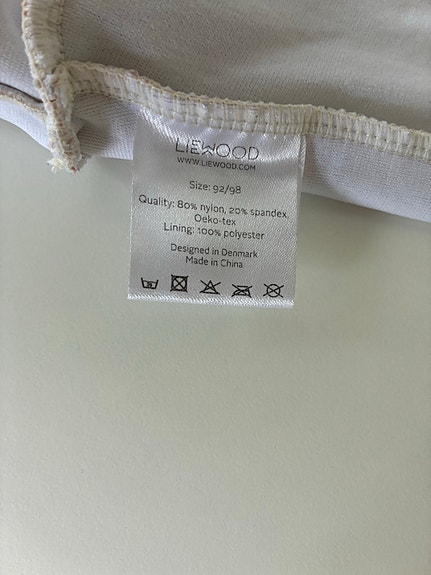 LIEWOOD
WWW.LIEWOOD.COM
Size: 92/98
Quality: 80% nylon, 20% spandex,
Oeko-tex
Lining: 100% polyester
Designed in Denmark
Made in China